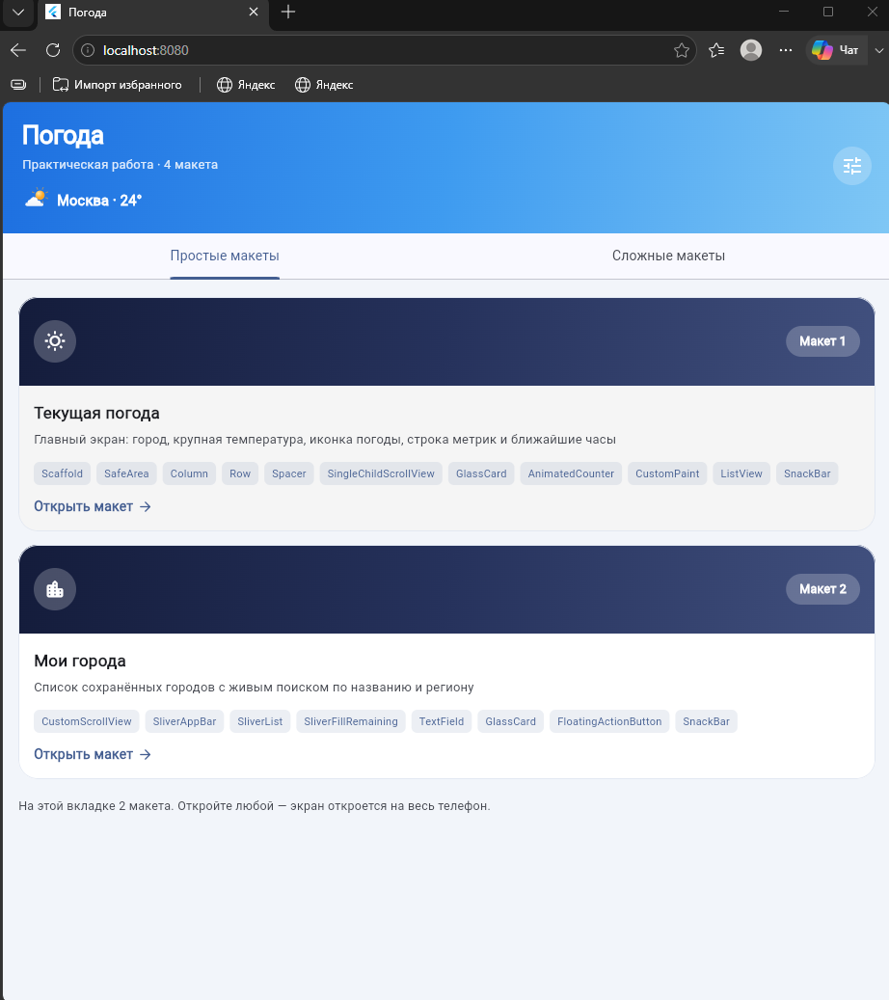 Погода
localhost:8080
Чат
Импорт избранного
Яндекс
Яндекс
Погода
Практическая работа · 4 макета
Москва · 24°
Простые макеты
Сложные макеты
Макет 1
Текущая погода
Главный экран: город, крупная температура, иконка погоды, строка метрик и ближайшие часы
Scaffold SafeArea Column Row Spacer SingleChildScrollView GlassCard AnimatedCounter CustomPaint ListView SnackBar
Открыть макет →
Макет 2
Мои города
Список сохранённых городов с живым поиском по названию и региону
CustomScrollView SliverAppBar SliverList SliverFillRemaining TextField GlassCard FloatingActionButton SnackBar
Открыть макет →
На этой вкладке 2 макета. Откройте любой — экран откроется на весь телефон.